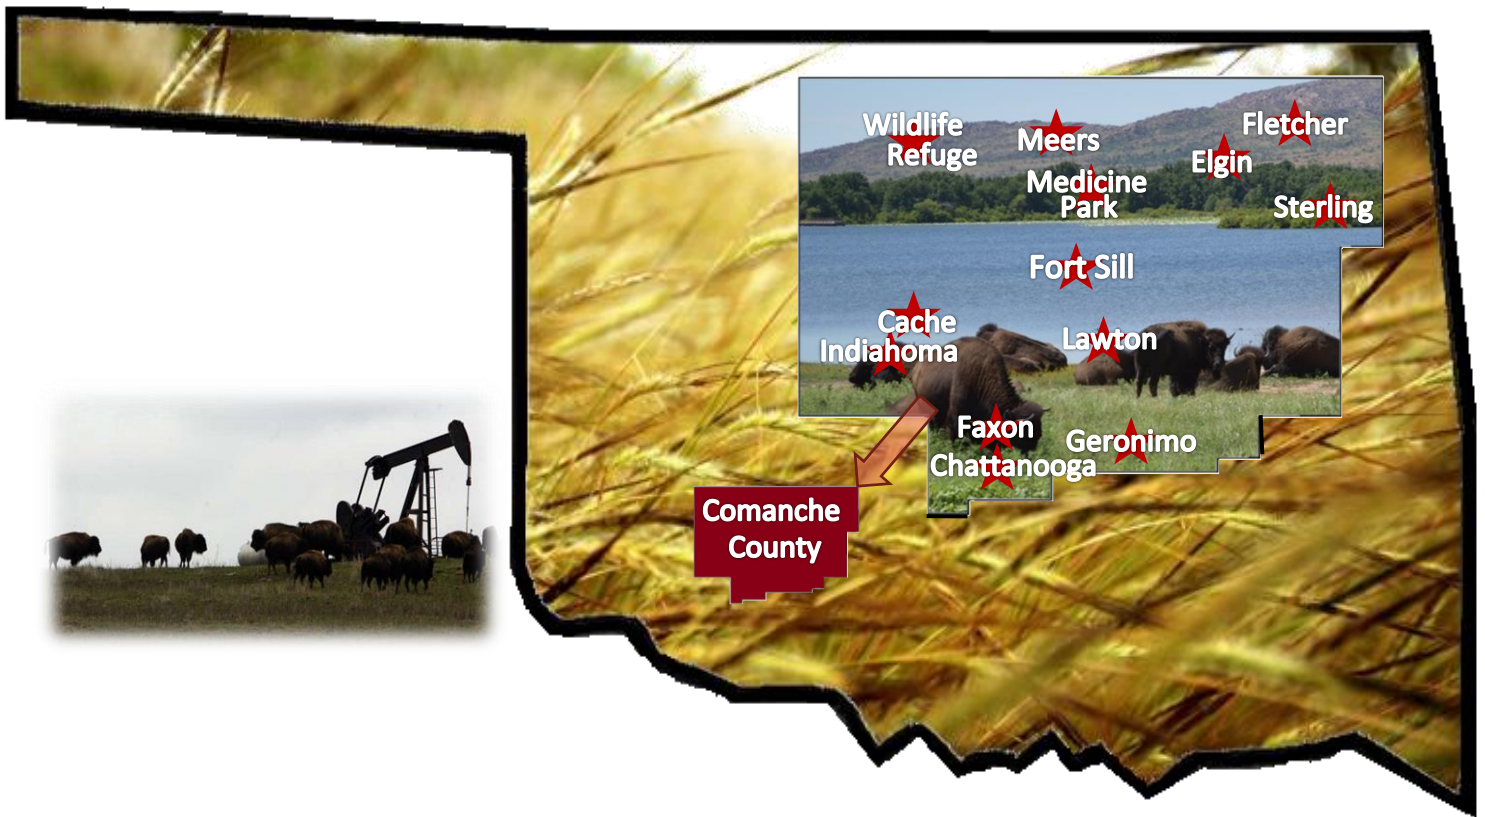 Wildlife
Refuge
Meers
Fletcher
Elgin
Medicine
Park
Sterling
Fort Sill
Cache
Indiahoma
Lawton
Faxon
Geronimo
Chattanooga
Comanche
County